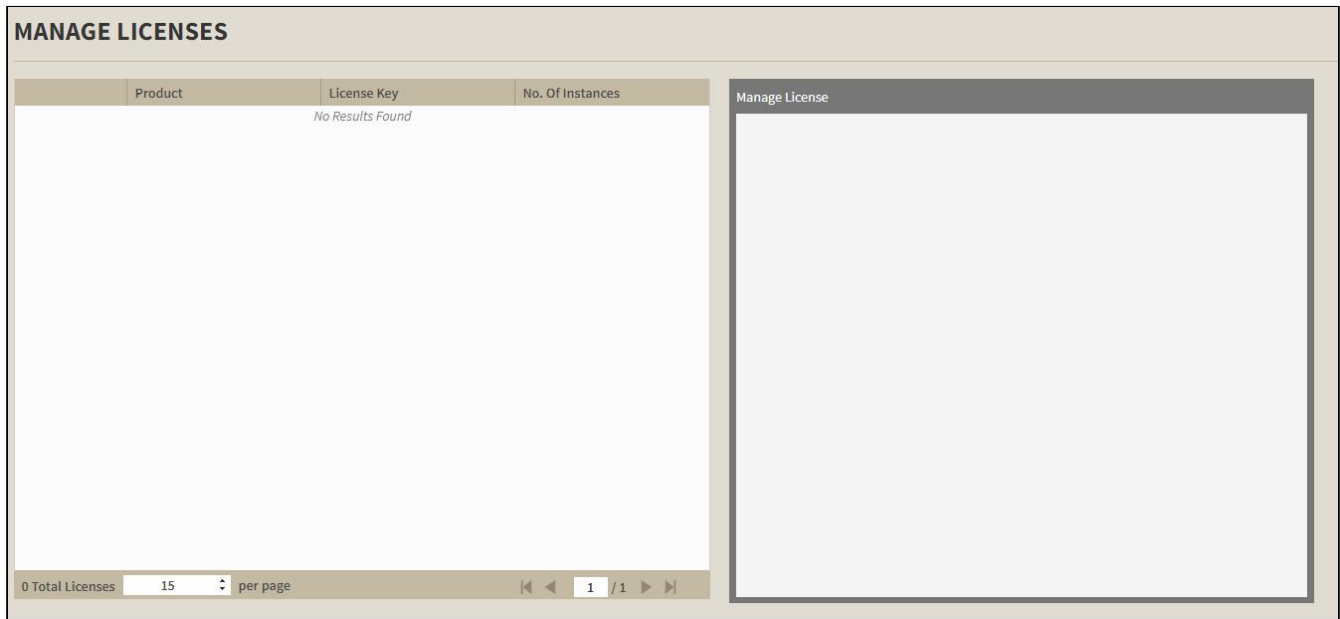 MANAGE LICENSES
Product License Key No. Of Instances
No Results Found
0 Total Licenses 15 per page 1 / 1
Manage License